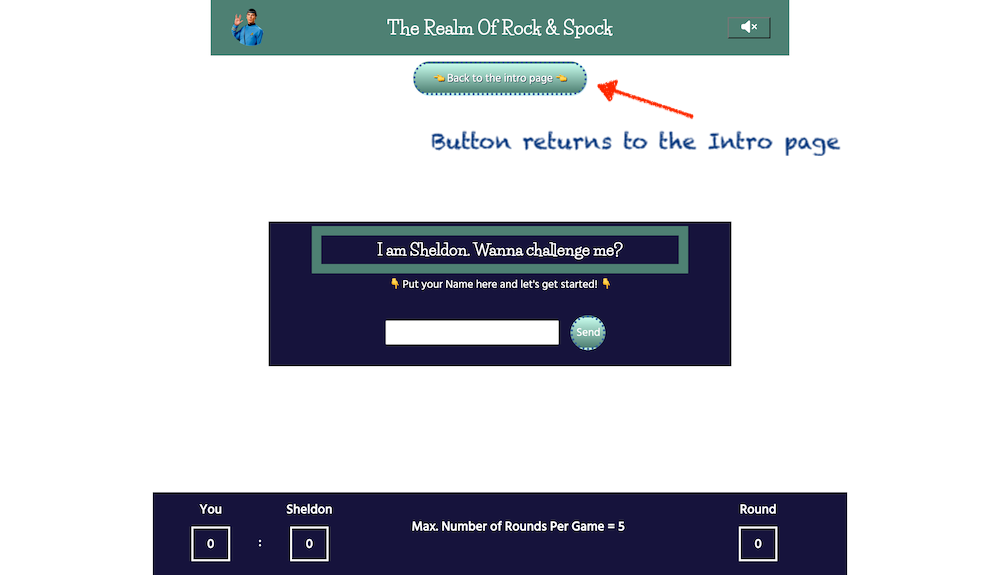 The Realm Of Rock & Spock
👈 Back to the intro page 👈
Button returns to the Intro page
I am Sheldon. Wanna challenge me?
👇 Put your Name here and let's get started! 👇
Send
You Sheldon Round
Max. Number of Rounds Per Game = 5
0 : 0 0